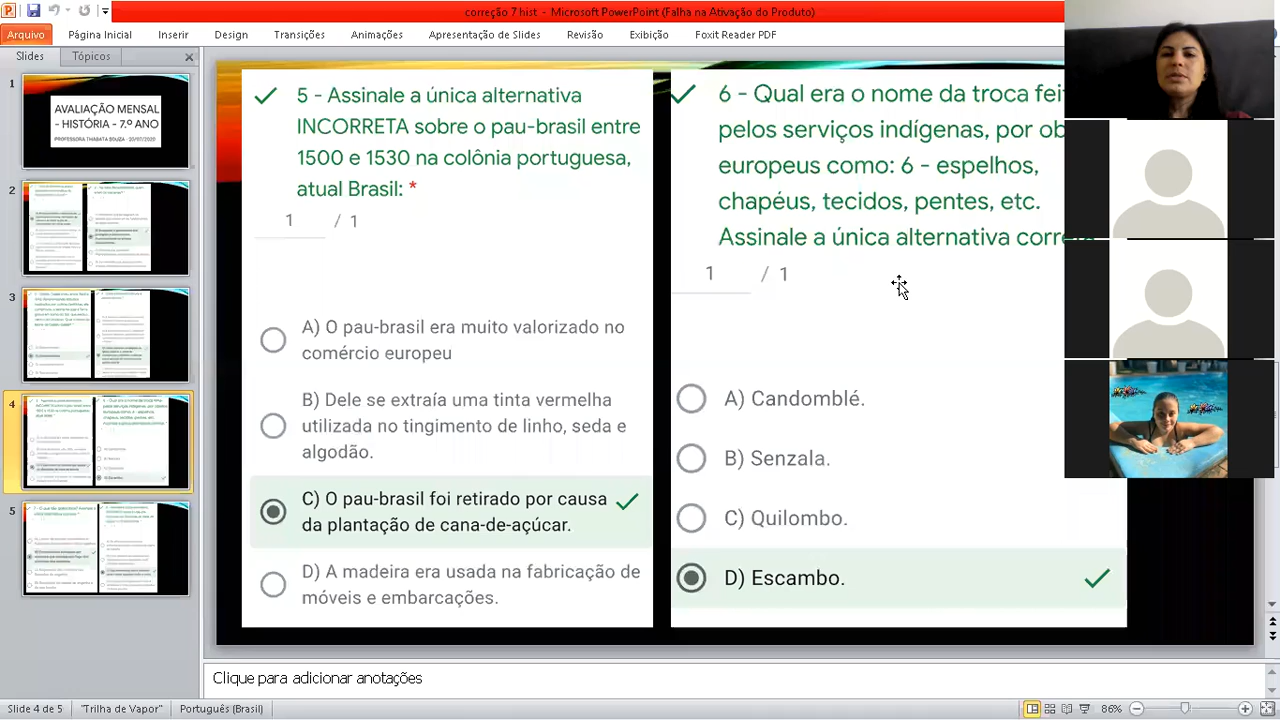 correção 7 hist - Microsoft PowerPoint (Falha na Ativação do Produto)
Arquivo
Página Inicial
Inserir
Design
Transições
Animações
Apresentação de Slides
Revisão
Exibição
Foxit Reader PDF
Slides
Tópicos
1
AVALIAÇÃO MENSAL
- HISTÓRIA - 7.º ANO
2
3
4
5
5 - Assinale a única alternativa
INCORRETA sobre o pau-brasil entre
1500 e 1530 na colônia portuguesa,
atual Brasil: *
1
1
A) O pau-brasil era muito valorizado no
comércio europeu
B) Dele se extraía uma tinta vermelha
utilizada no tingimento de linho, seda e
algodão.
C) O pau-brasil foi retirado por causa
da plantação de cana-de-açúcar.
D) A madeira era usada na fabricação de
móveis e embarcações.
6 - Qual era o nome da troca fei
pelos serviços indígenas, por ob
europeus como: 6 - espelhos,
chapéus, tecidos, pentes, etc.
Assinale a única alternativa corre
1 / 1
A) Candomblé.
B) Senzala.
C) Quilombo.
D) Escambo.
Clique para adicionar anotações
Slide 4 de 5
"Trilha de Vapor"
Português (Brasil)
86%